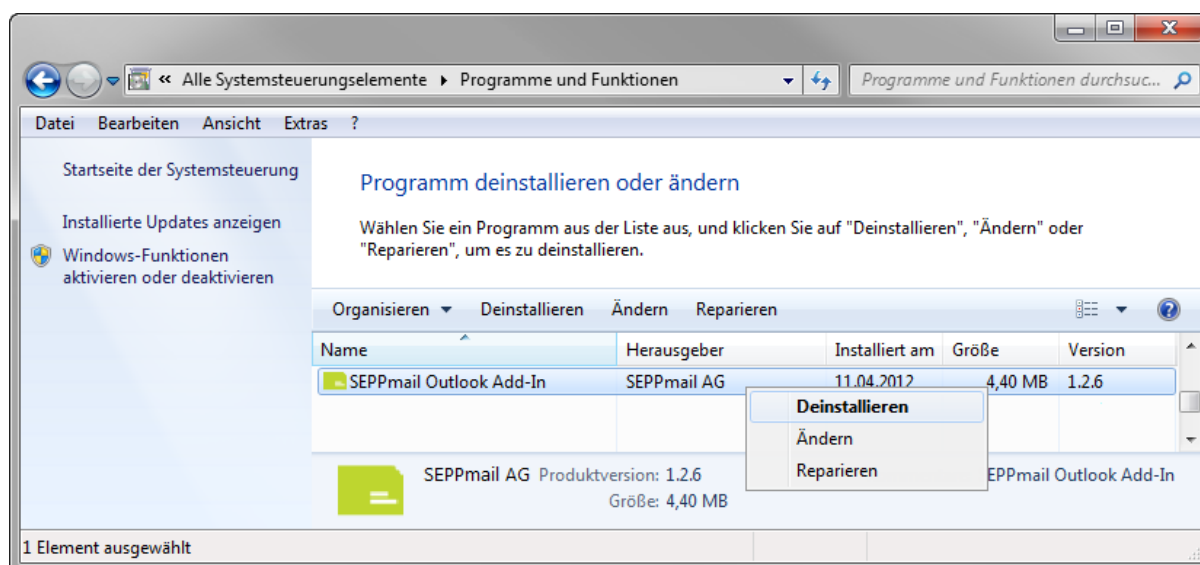 « Alle Systemsteuerungselemente Programme und Funktionen
Programme und Funktionen durchsuc...
Datei Bearbeiten Ansicht Extras ?
Startseite der Systemsteuerung
Installierte Updates anzeigen
Windows-Funktionen
aktivieren oder deaktivieren
Programm deinstallieren oder ändern
Wählen Sie ein Programm aus der Liste aus, und klicken Sie auf "Deinstallieren", "Ändern" oder
"Reparieren", um es zu deinstallieren.
Organisieren Deinstallieren Ändern Reparieren
Name Herausgeber Installiert am Größe Version
SEPPmail Outlook Add-In SEPPmail AG 11.04.2012 4,40 MB 1.2.6
Deinstallieren
Ändern
Reparieren
SEPPmail AG Produktversion: 1.2.6
EPPmail Outlook Add-In
Größe: 4,40 MB
1 Element ausgewählt